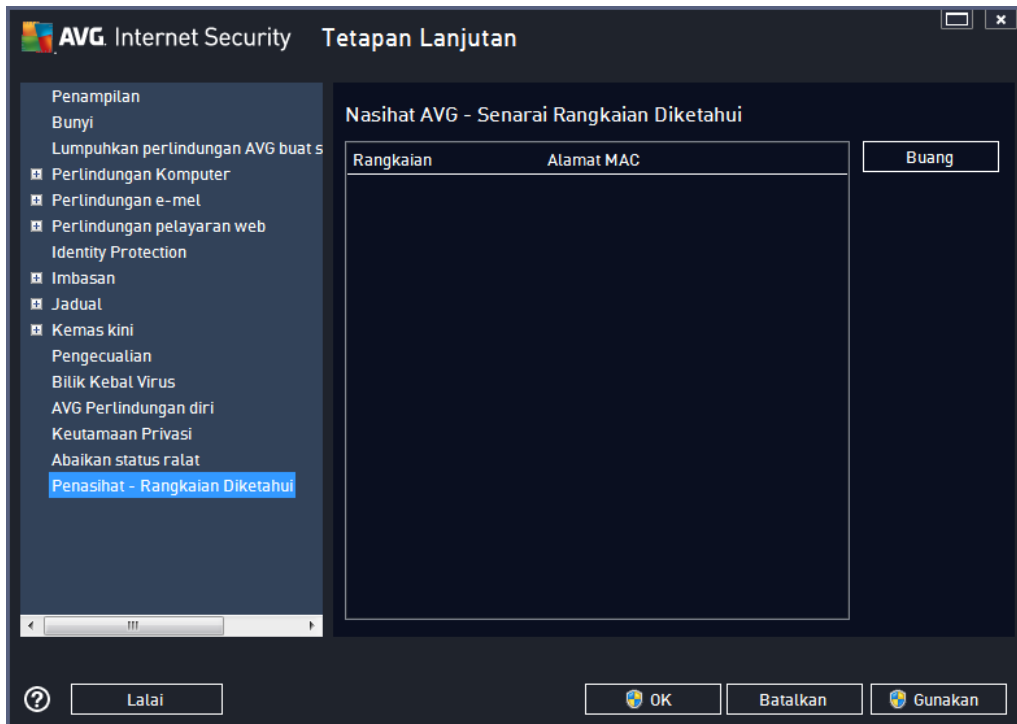 AVG. Internet Security Tetapan Lanjutan
Penampilan
Bunyi
Lumpuhkan perlindungan AVG buat s
Perlindungan Komputer
Perlindungan e-mel
Perlindungan pelayaran web
Identity Protection
Imbasan
Jadual
Kemas kini
Pengecualian
Bilik Kebal Virus
AVG Perlindungan diri
Keutamaan Privasi
Abaikan status ralat
Penasihat - Rangkaian Diketahui
Nasihat AVG - Senarai Rangkaian Diketahui
Rangkaian Alamat MAC
Buang
Lalai
OK
Batalkan
Gunakan